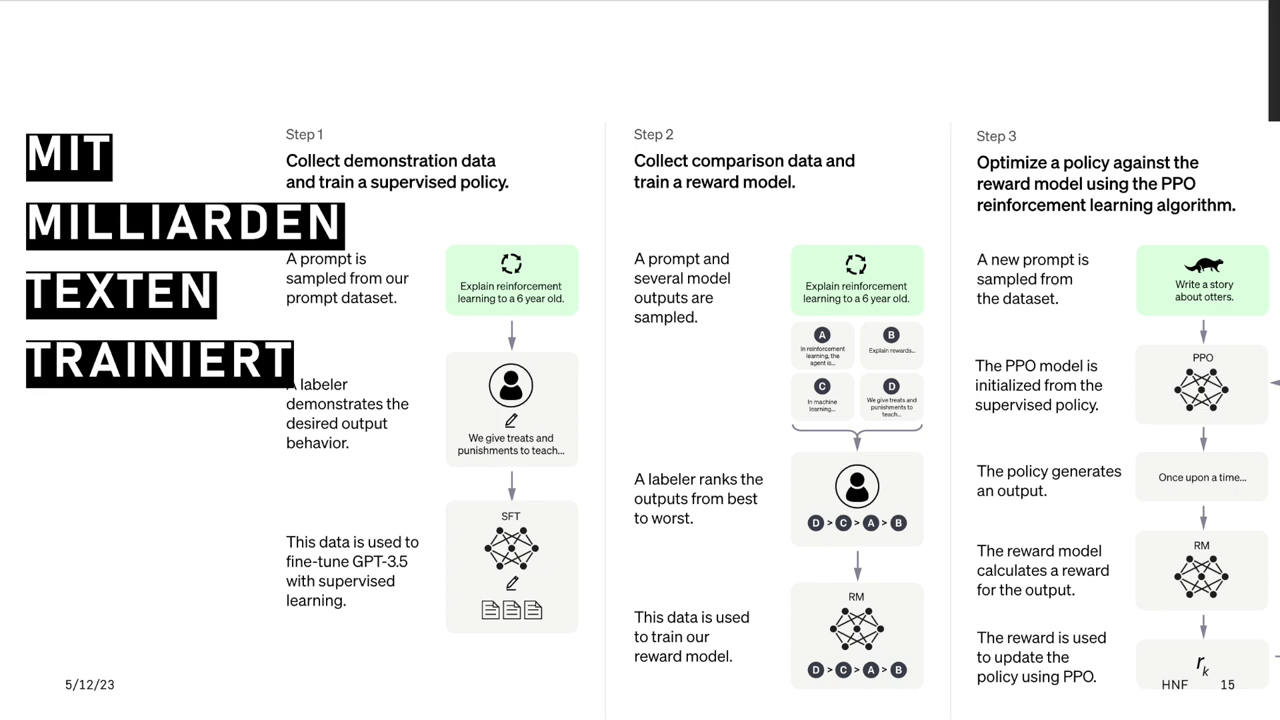 MIT
MILLIARDEN
TEXTEN
TRAINIERT
Step 1
Collect demonstration data
and train a supervised policy.
A prompt is
sampled from our
prompt dataset.
Explain reinforcement
learning to a 6 year old.
A labeler
demonstrates the
desired output
behavior.
We give treats and
punishments to teach...
This data is used to
fine-tune GPT-3.5
with supervised
learning.
SFT
Step 2
Collect comparison data and
train a reward model.
A prompt and
several model
outputs are
sampled.
Explain reinforcement
learning to a 6 year old.
A
In reinforcement
learning, the
agent is...
B
Explain rewards...
C
In machine
learning...
D
We give treats and
punishments to
teach...
A labeler ranks the
outputs from best
to worst.
D > C > A > B
This data is used
to train our
reward model.
RM
D > C > A > B
Step 3
Optimize a policy against the
reward model using the PPO
reinforcement learning algorithm.
A new prompt is
sampled from
the dataset.
Write a story
about otters.
The PPO model is
initialized from the
supervised policy.
PPO
The policy generates
an output.
Once upon a time...
The reward model
calculates a reward
for the output.
RM
The reward is used
to update the
policy using PPO.
rk
5/12/23
HNF
15